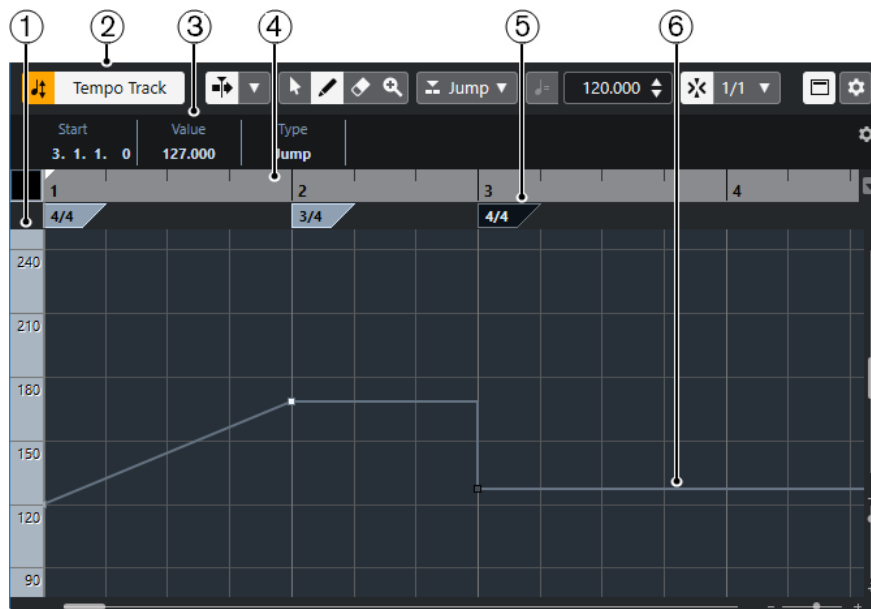 ① ② ③ ④ ⑤ ⑥
Tempo Track Jump 120.000 1/1
Start Value Type
3. 1. 1. 0 127.000 Jump
1 2 3 4
4/4 3/4 4/4
240
210
180
150
120
90